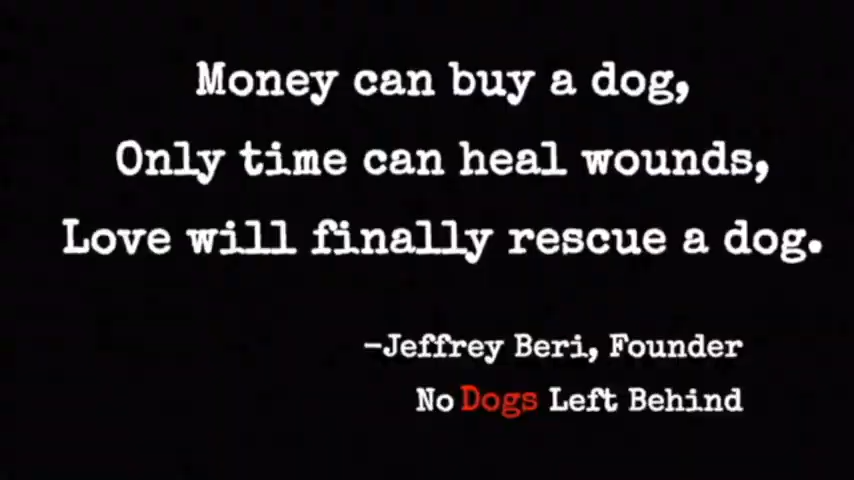 Money can buy a dog,
Only time can heal wounds,
Love will finally rescue a dog.
-Jeffrey Beri, Founder
No Dogs Left Behind